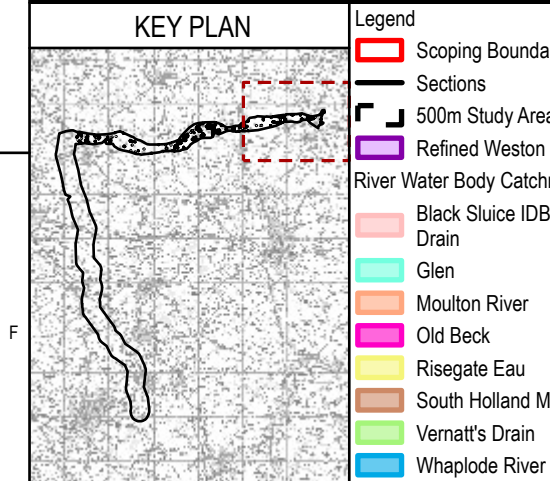 KEY PLAN
Legend
Scoping Bounda
Sections
500m Study Area
Refined Weston
River Water Body Catchm
Black Sluice IDB
Drain
Glen
Moulton River
Old Beck
Risegate Eau
South Holland M
Vernatt's Drain
Whaplode River
F